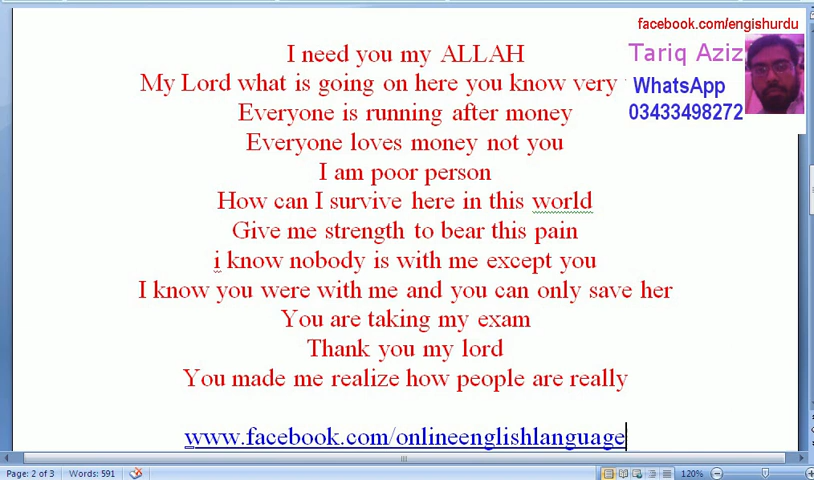 facebook.com/engishurdu
Tariq Aziz
WhatsApp
03433498272
I need you my ALLAH
My Lord what is going on here you know very
Everyone is running after money
Everyone loves money not you
I am poor person
How can I survive here in this world
Give me strength to bear this pain
i know nobody is with me except you
I know you were with me and you can only save her
You are taking my exam
Thank you my lord
You made me realize how people are really
www.facebook.com/onlineenglishlanguage
Page: 2 of 3 Words: 591 120%